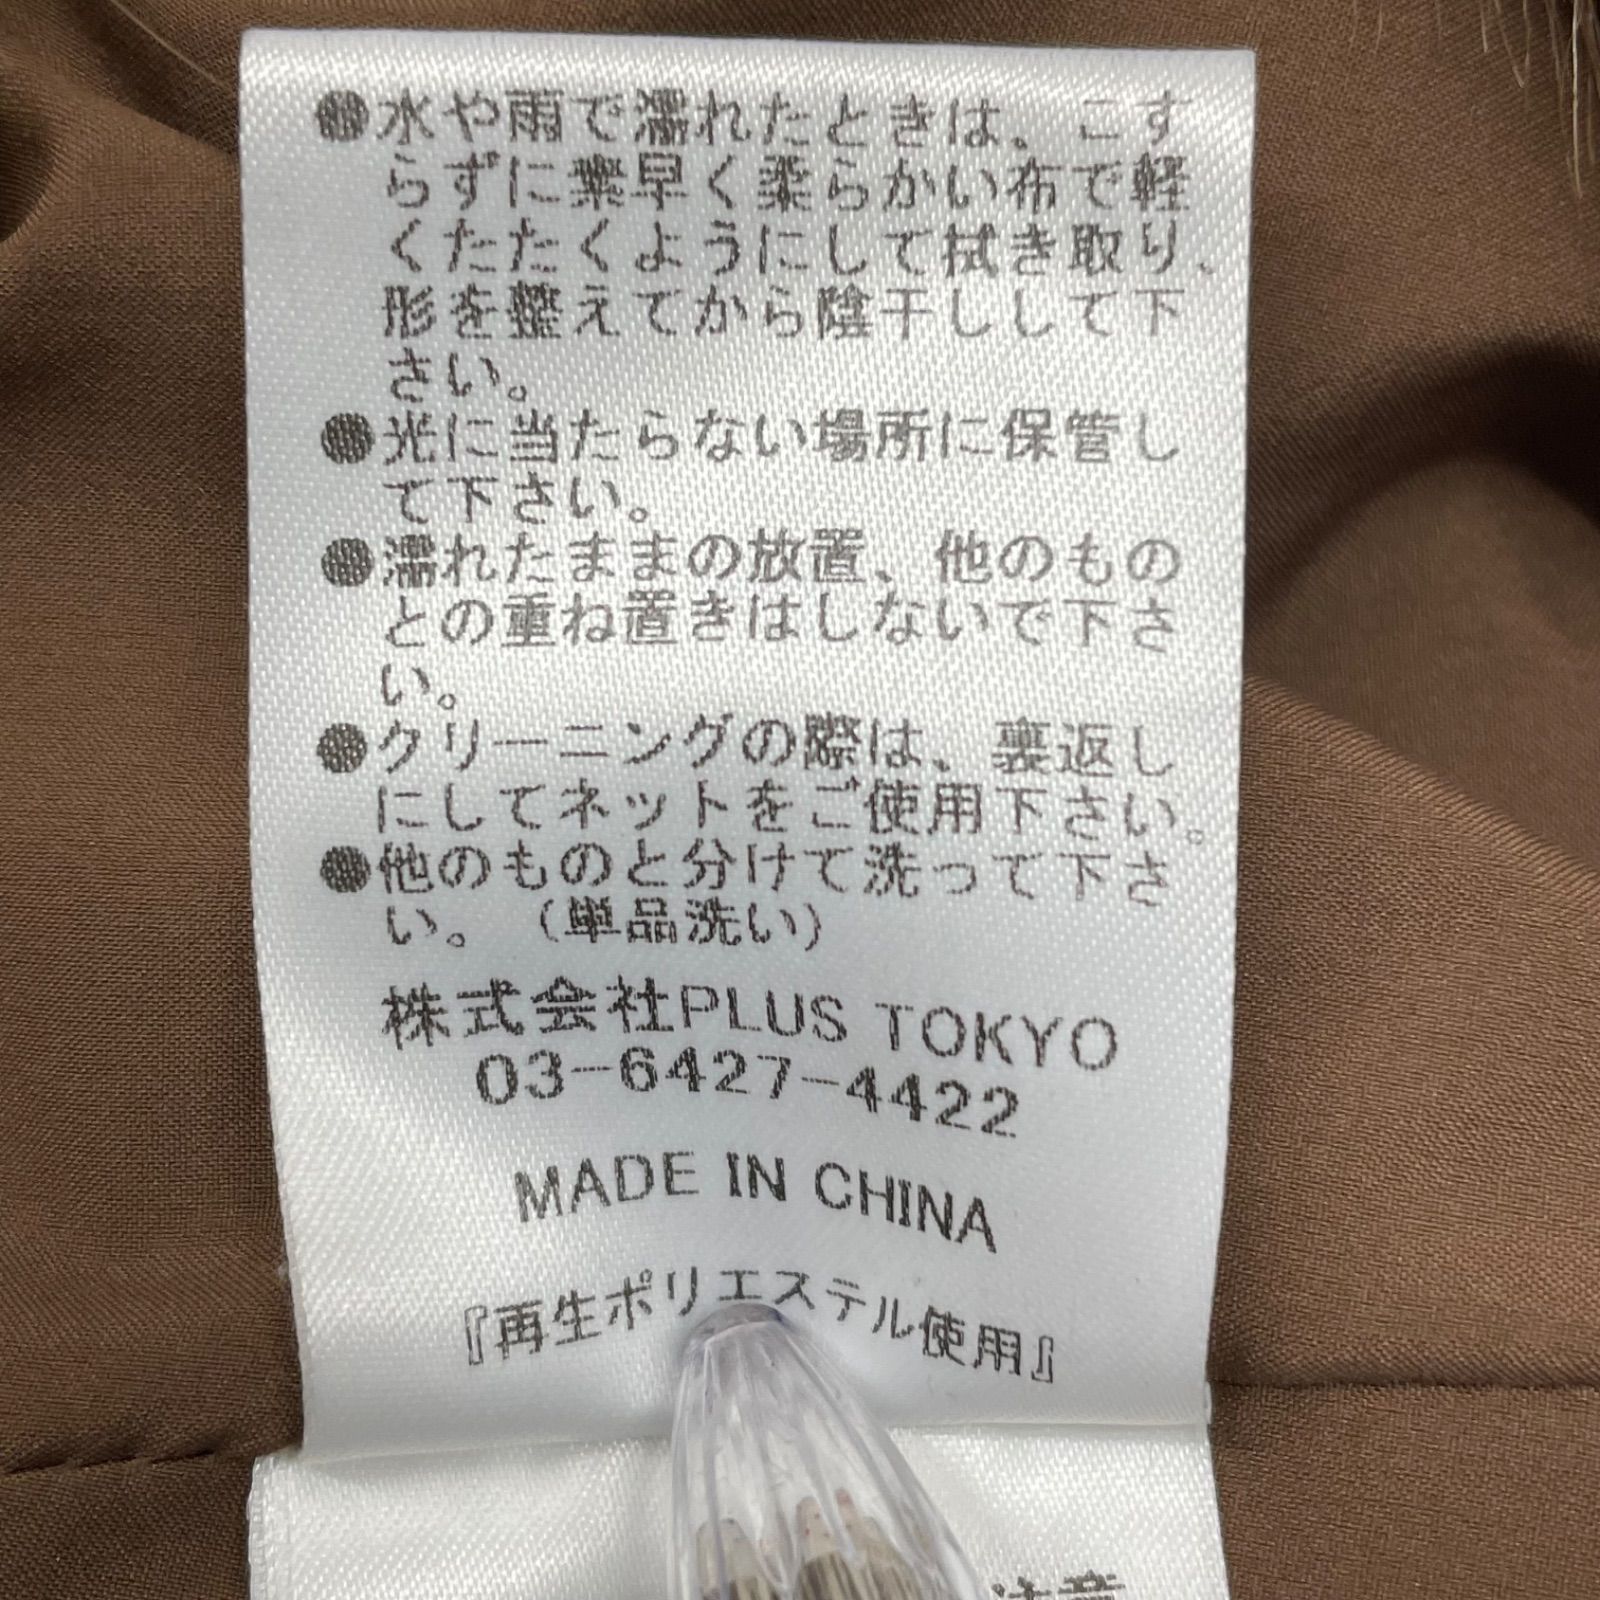 ●水や雨で濡れたときは、こす
らずに素早く柔らかい布で軽
くたたくようにして拭き取り、
形を整えてから陰干しして下
さい。
●光に当たらない場所に保管し
て下さい。
●濡れたままの放置、他のもの
との重ね置きはしないで下さ
い。
●クリーニングの際は、裏返し
にしてネットをご使用下さい。
●他のものと分けて洗って下さ
い。（単品洗い）
株式会社PLUS TOKYO
03-6427-4422
MADE IN CHINA
『再生ポリエステル使用』
注意